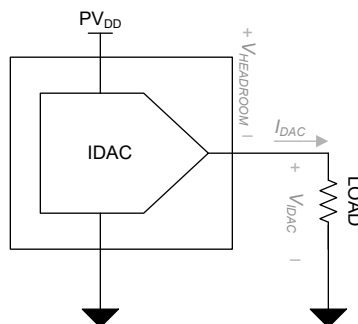 PVDD
+ VHEADROOM –
IDAC
IDAC
+ VIDAC –
LOAD